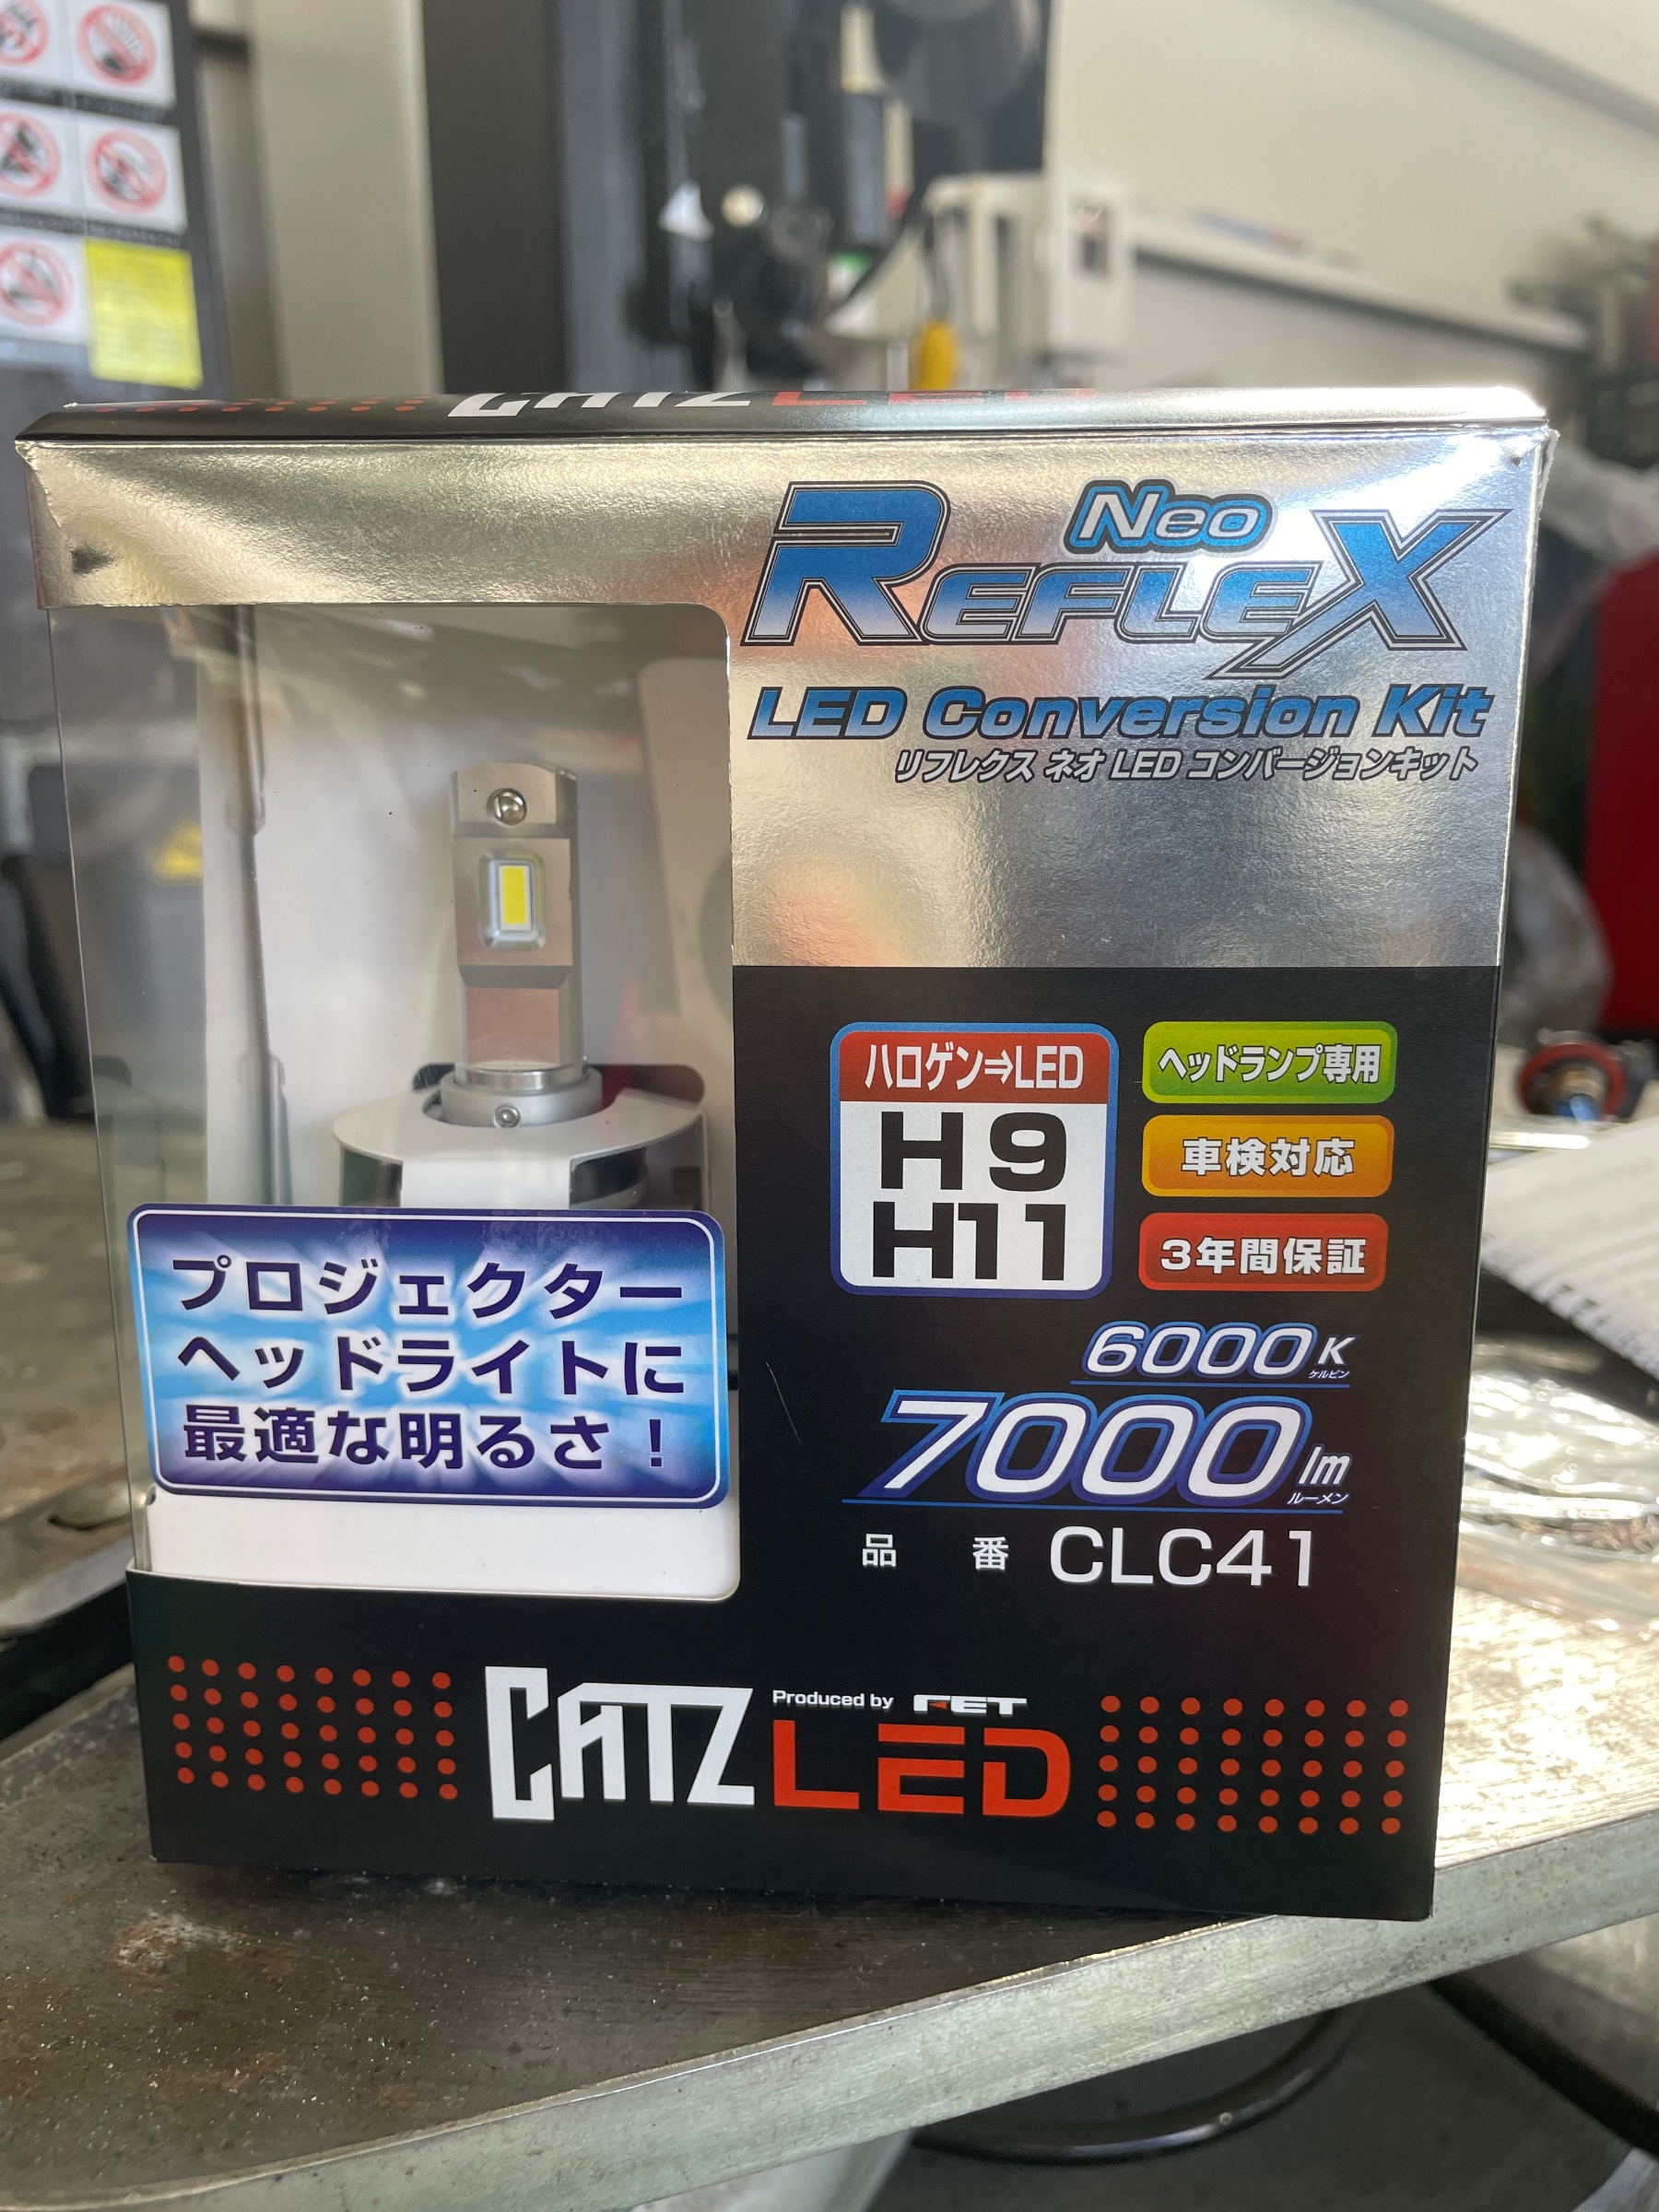 CATZ LED
Neo
REFLEX
LED Conversion Kit
リフレクス ネオ LED コンバージョンキット
ハロゲン⇒LED
H9
H11
ヘッドランプ専用
車検対応
3年間保証
プロジェクター
ヘッドライトに
最適な明るさ！
6000K
ケルビン
7000lm
ルーメン
品番 CLC41
CATZ Produced by FET
LED